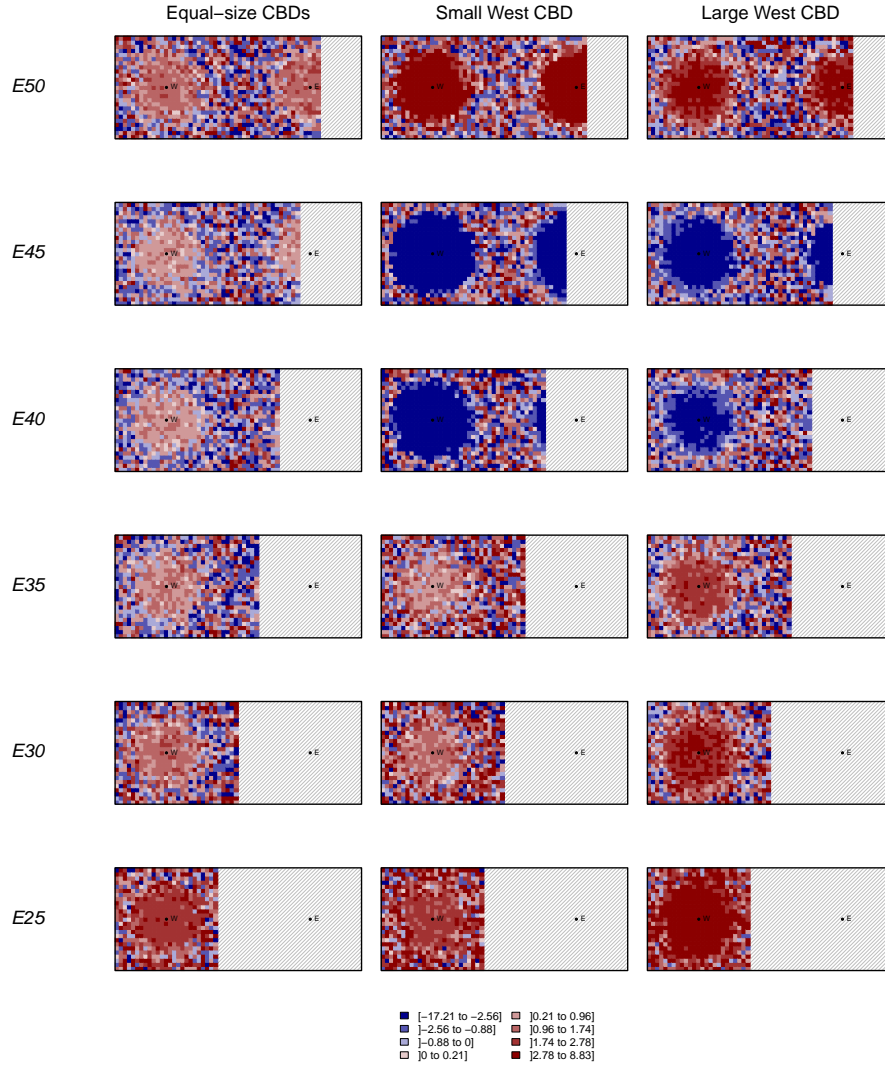 Equal−size CBDs Small West CBD Large West CBD
E50 W E W E W E
E45 W E W E W E
E40 W E W E W E
E35 W E W E W E
E30 W E W E W E
E25 W E W E W E
[−17.21 to −2.56] ]0.21 to 0.96]
]−2.56 to −0.88] ]0.96 to 1.74]
]−0.88 to 0] ]1.74 to 2.78]
]0 to 0.21] ]2.78 to 8.83]